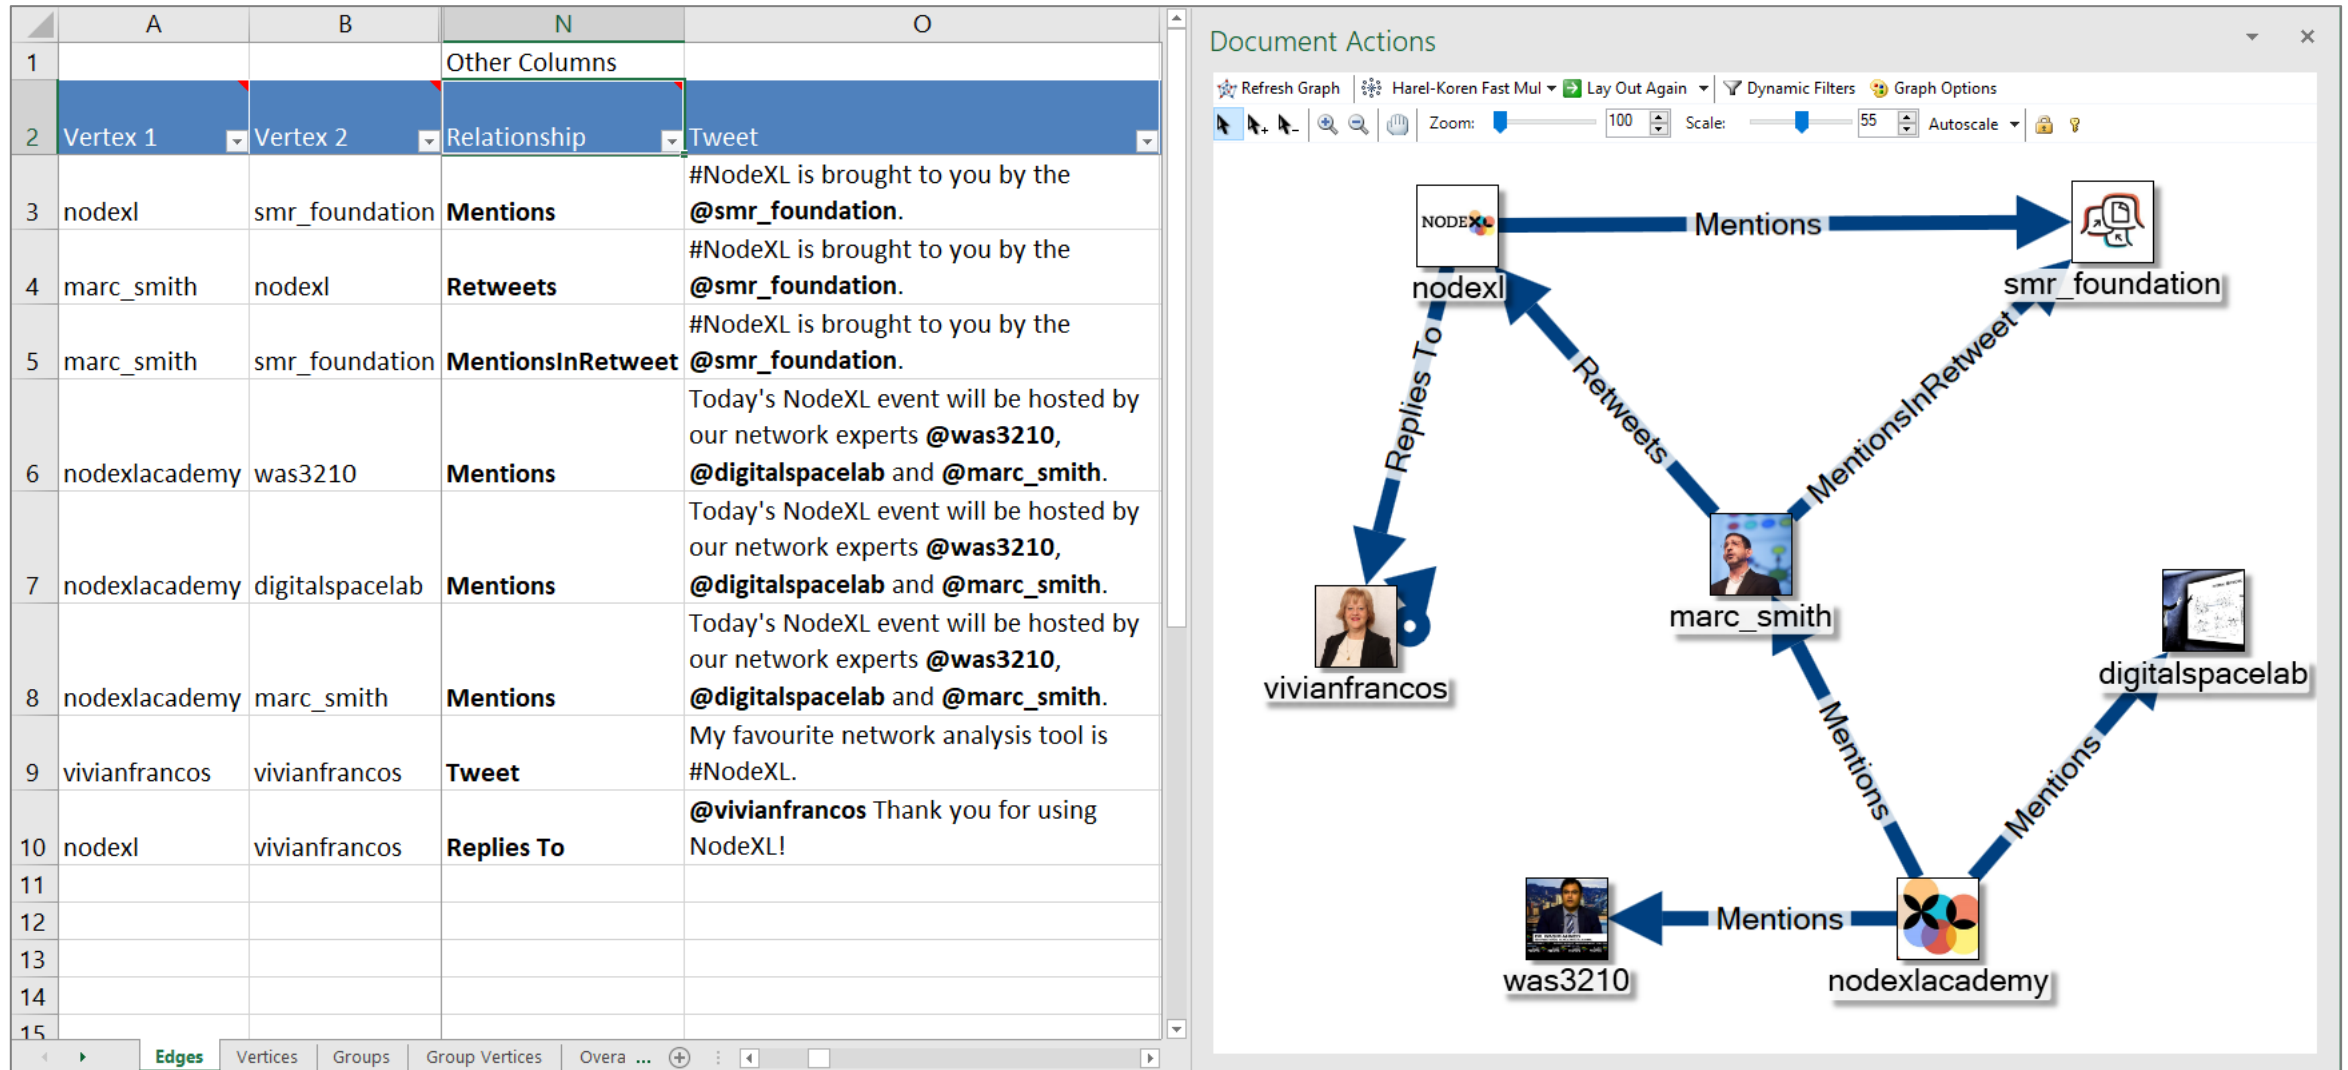 A B N O
1 Other Columns
2 Vertex 1 Vertex 2 Relationship Tweet
#NodeXL is brought to you by the
3 nodexl smr_foundation Mentions @smr_foundation.
#NodeXL is brought to you by the
4 marc_smith nodexl Retweets @smr_foundation.
#NodeXL is brought to you by the
5 marc_smith smr_foundation MentionsInRetweet @smr_foundation.
Today's NodeXL event will be hosted by
our network experts @was3210,
6 nodexlacademy was3210 Mentions @digitalspacelab and @marc_smith.
Today's NodeXL event will be hosted by
our network experts @was3210,
7 nodexlacademy digitalspacelab Mentions @digitalspacelab and @marc_smith.
Today's NodeXL event will be hosted by
our network experts @was3210,
8 nodexlacademy marc_smith Mentions @digitalspacelab and @marc_smith.
My favourite network analysis tool is
9 vivianfrancos vivianfrancos Tweet #NodeXL.
@vivianfrancos Thank you for using
10 nodexl vivianfrancos Replies To NodeXL!
11
12
13
14
15
Edges Vertices Groups Group Vertices Overa ...
Document Actions
Refresh Graph Harel-Koren Fast Mul Lay Out Again Dynamic Filters Graph Options
Zoom: 100 Scale: 55 Autoscale
NODEXL
Mentions
nodexl
smr_foundation
Replies To
Retweets
MentionsInRetweet
marc_smith
vivianfrancos
digitalspacelab
Mentions
Mentions
Mentions
was3210
nodexlacademy